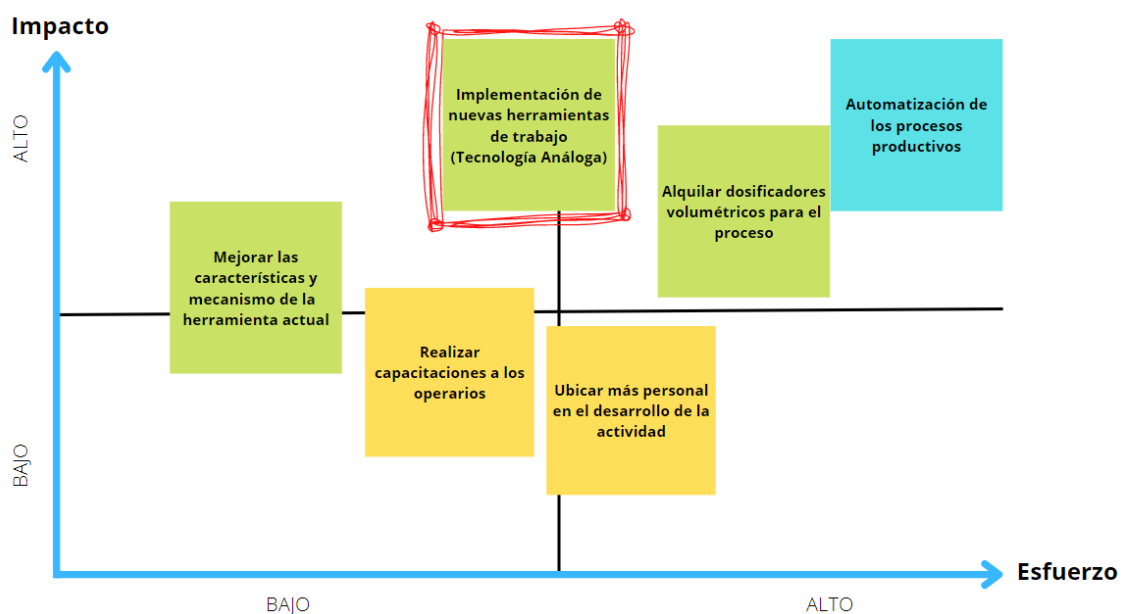 Impacto
ALTO
Implementación de
nuevas herramientas
de trabajo
(Tecnología Análoga)
Automatización de
los procesos
productivos
Alquilar dosificadores
volumétricos para el
proceso
Mejorar las
características y
mecanismo de la
herramienta actual
Realizar
capacitaciones a los
operarios
Ubicar más personal
en el desarrollo de la
actividad
BAJO
Esfuerzo
BAJO
ALTO